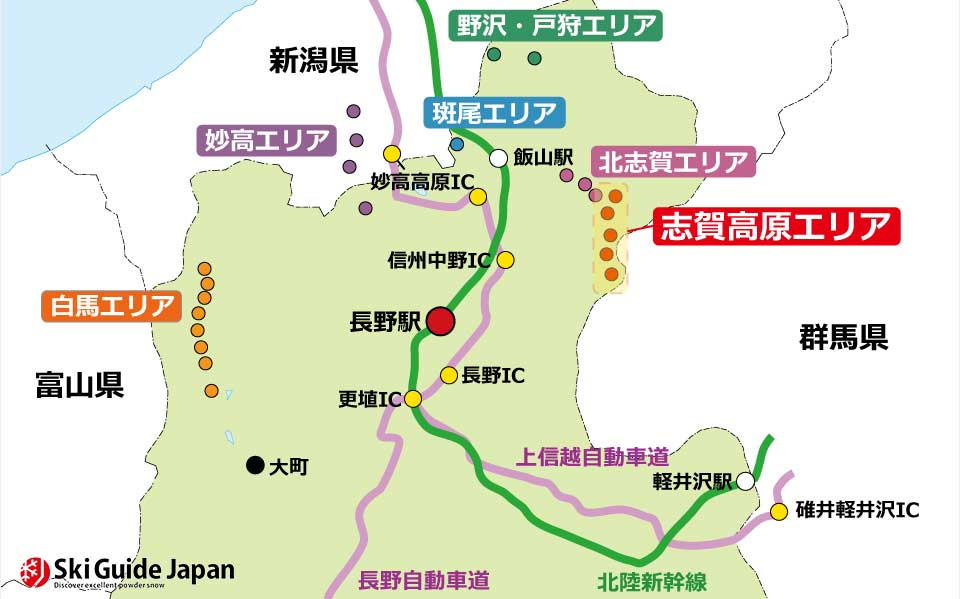 野沢・戸狩エリア
新潟県
斑尾エリア
妙高エリア
飯山駅
北志賀エリア
妙高高原IC
志賀高原エリア
信州中野IC
白馬エリア
長野駅
群馬県
富山県
長野IC
更埴IC
上信越自動車道
大町
軽井沢駅
碓井軽井沢IC
Ski Guide Japan
Discover excellent powder snow
長野自動車道
北陸新幹線